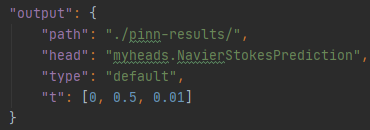 "output": {
"path": "./pinn-results/",
"head": "myheads.NavierStokesPrediction",
"type": "default",
"t": [0, 0.5, 0.01]
}